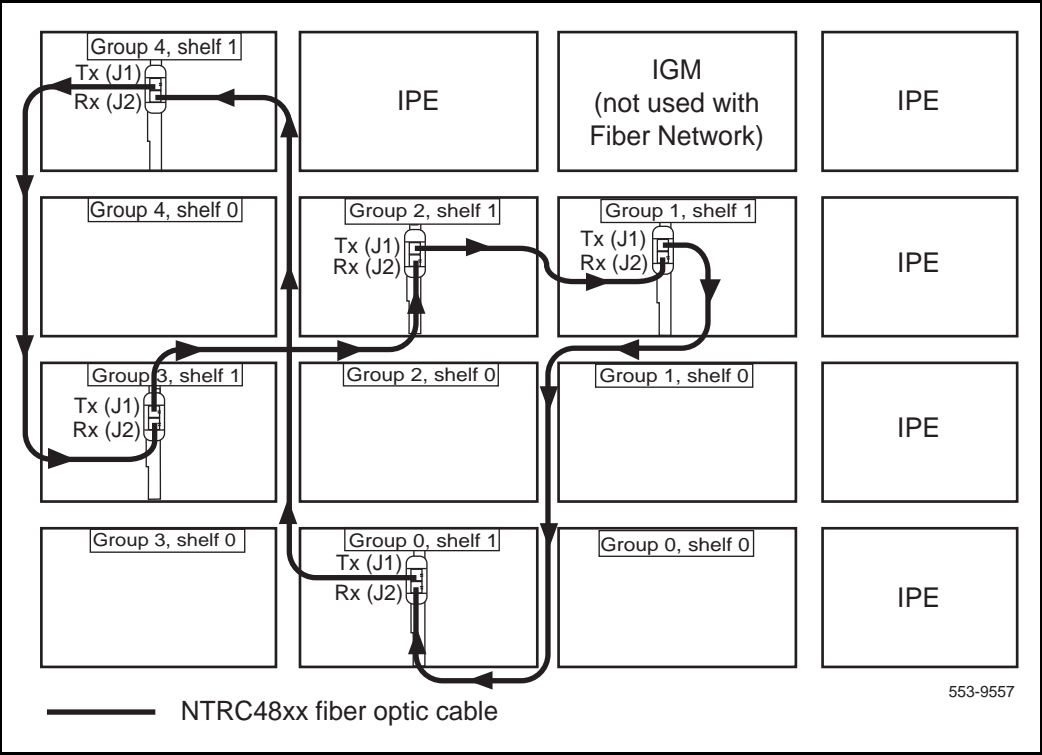 Group 4, shelf 1
Tx (J1)
Rx (J2)
IPE
IGM
(not used with
Fiber Network)
IPE
Group 4, shelf 0
Group 2, shelf 1
Tx (J1)
Rx (J2)
Group 1, shelf 1
Tx (J1)
Rx (J2)
IPE
Group 3, shelf 1
Tx (J1)
Rx (J2)
Group 2, shelf 0
Group 1, shelf 0
IPE
Group 3, shelf 0
Group 0, shelf 1
Tx (J1)
Rx (J2)
Group 0, shelf 0
IPE
553-9557
NTRC48xx fiber optic cable